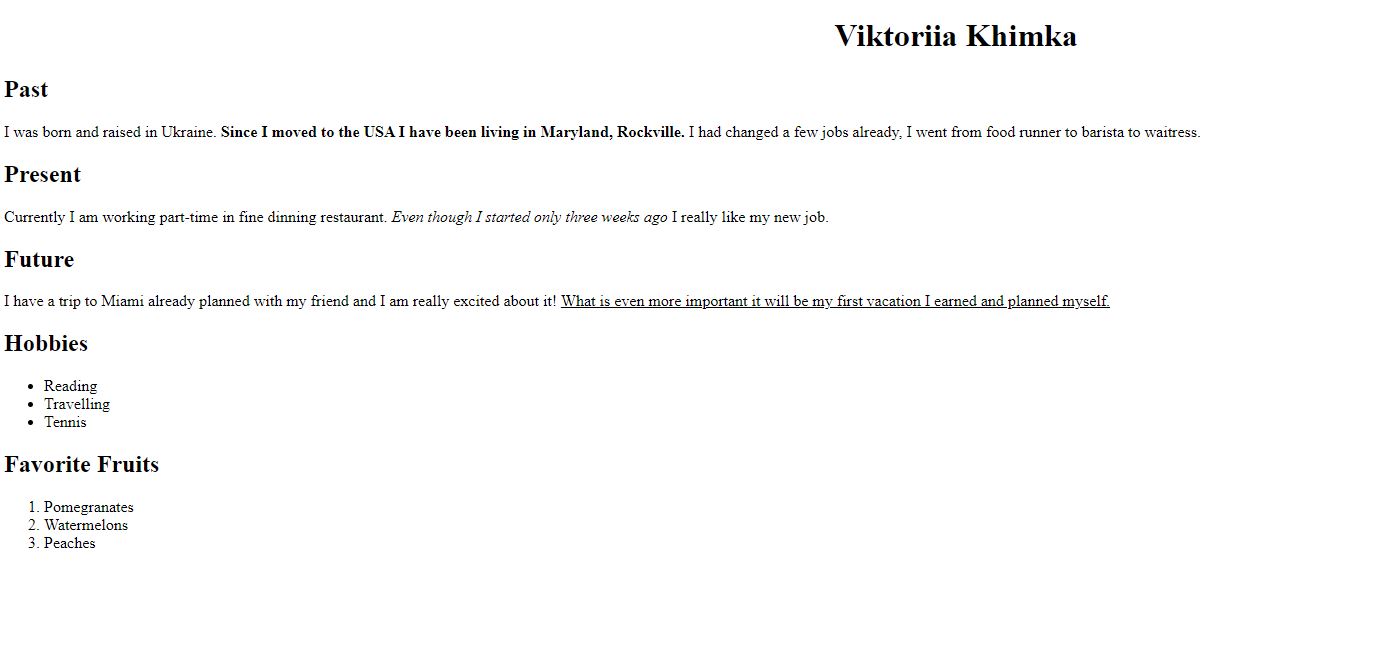 Viktoriia Khimka
Past
I was born and raised in Ukraine. Since I moved to the USA I have been living in Maryland, Rockville. I had changed a few jobs already, I went from food runner to barista to waitress.
Present
Currently I am working part-time in fine dinning restaurant. Even though I started only three weeks ago I really like my new job.
Future
I have a trip to Miami already planned with my friend and I am really excited about it! What is even more important it will be my first vacation I earned and planned myself.
Hobbies
• Reading
• Travelling
• Tennis
Favorite Fruits
1. Pomegranates
2. Watermelons
3. Peaches